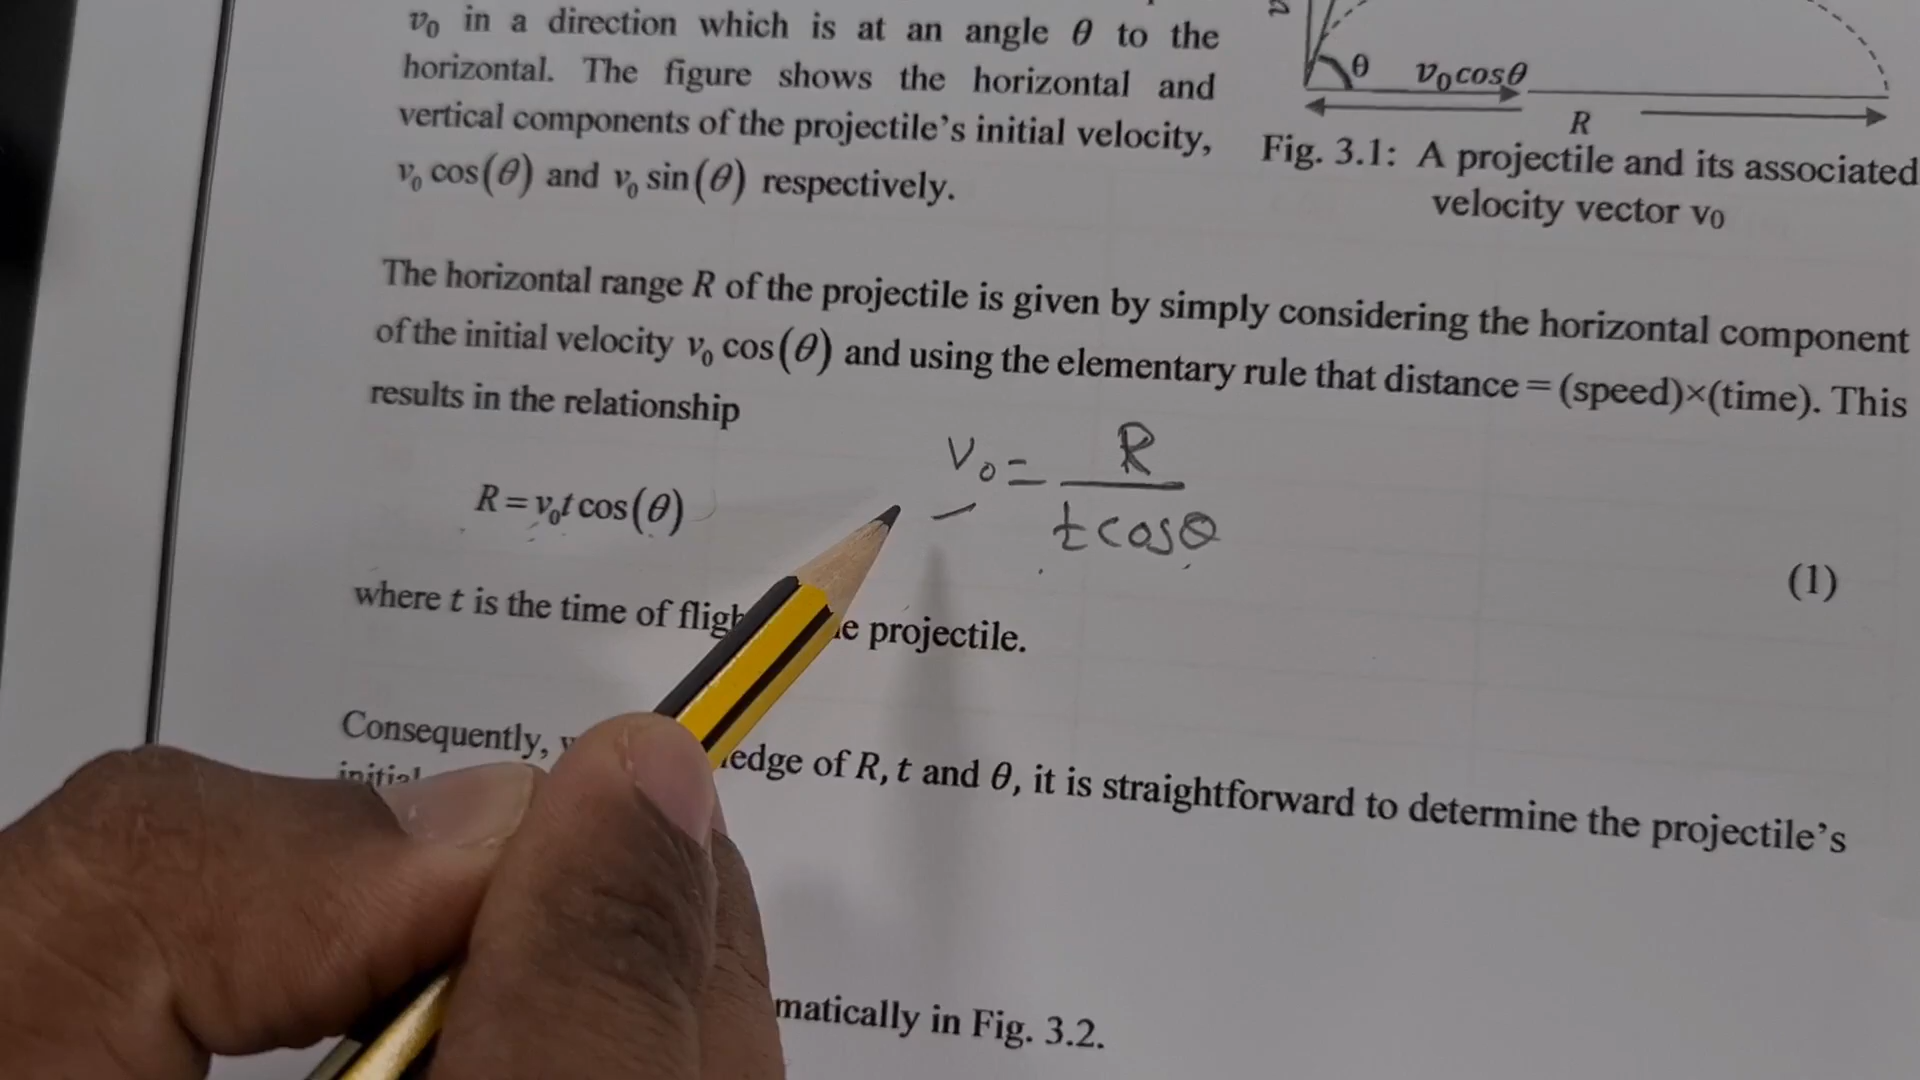 v₀ in a direction which is at an angle θ to the
horizontal. The figure shows the horizontal and
vertical components of the projectile's initial velocity,
v₀ cos(θ) and v₀ sin(θ) respectively.
θ
v₀cosθ
R
Fig. 3.1: A projectile and its associated
velocity vector v₀
The horizontal range R of the projectile is given by simply considering the horizontal component
of the initial velocity v₀ cos(θ) and using the elementary rule that distance = (speed)×(time). This
results in the relationship
R = v₀t cos(θ)
V₀ = R / t cosθ
(1)
where t is the time of projectile.
Consequently, of R, t and θ, it is straightforward to determine the projectile's
in Fig. 3.2.